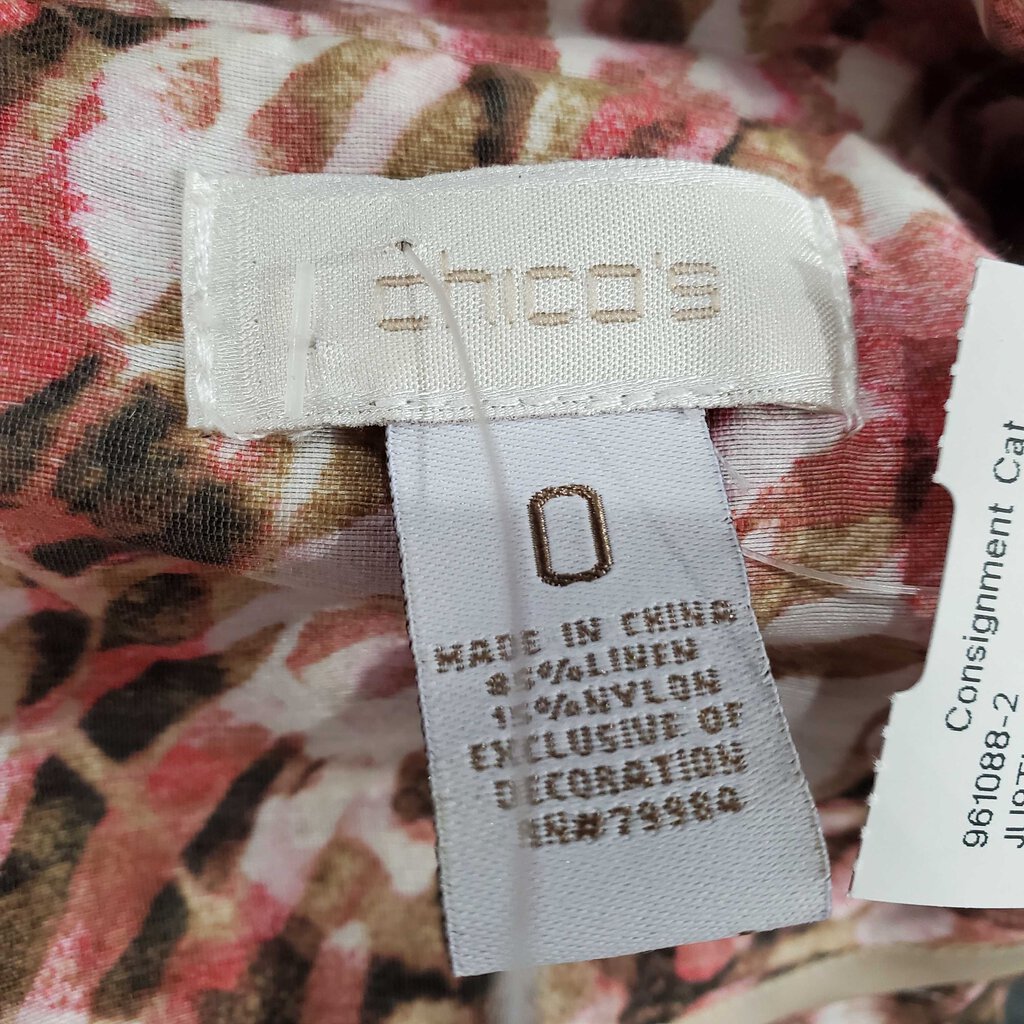 chico's
0
MADE IN CHINA
85%LINEN
15%NYLON
EXCLUSIVE OF
DECORATION
RN#79984
Consignment Cat
961088-2